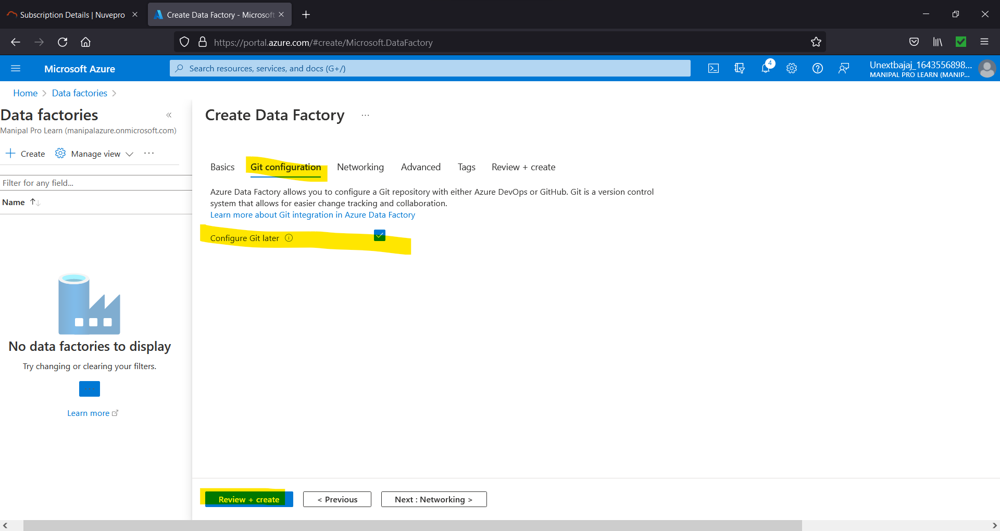 Subscription Details | Nuvepro
Create Data Factory - Microsoft
https://portal.azure.com/#create/Microsoft.DataFactory
Microsoft Azure
Search resources, services, and docs (G+/)
4
Unextbajaj_1643556898...
MANIPAL PRO LEARN (MANIP...
Home > Data factories >
Data factories «
Manipal Pro Learn (manipalazure.onmicrosoft.com)
+ Create Manage view ...
Filter for any field...
Name ↑↓
No data factories to display
Try changing or clearing your filters.
Learn more
Create Data Factory ...
Basics Git configuration Networking Advanced Tags Review + create
Azure Data Factory allows you to configure a Git repository with either Azure DevOps or GitHub. Git is a version control
system that allows for easier change tracking and collaboration.
Learn more about Git integration in Azure Data Factory
Configure Git later
Review + create < Previous Next : Networking >